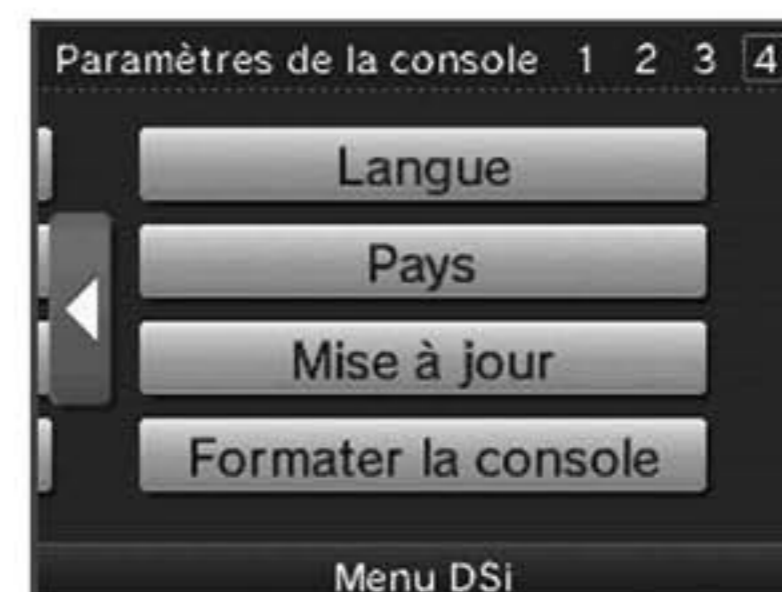 Paramètres de la console 1 2 3 4
Langue
Pays
Mise à jour
Formater la console
Menu DSi